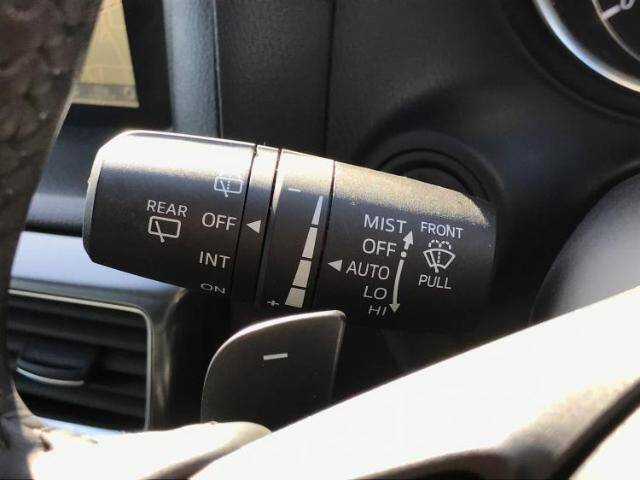 REAR
OFF
INT
ON
−
+
MIST
OFF
AUTO
LO
HI
FRONT
PULL
−